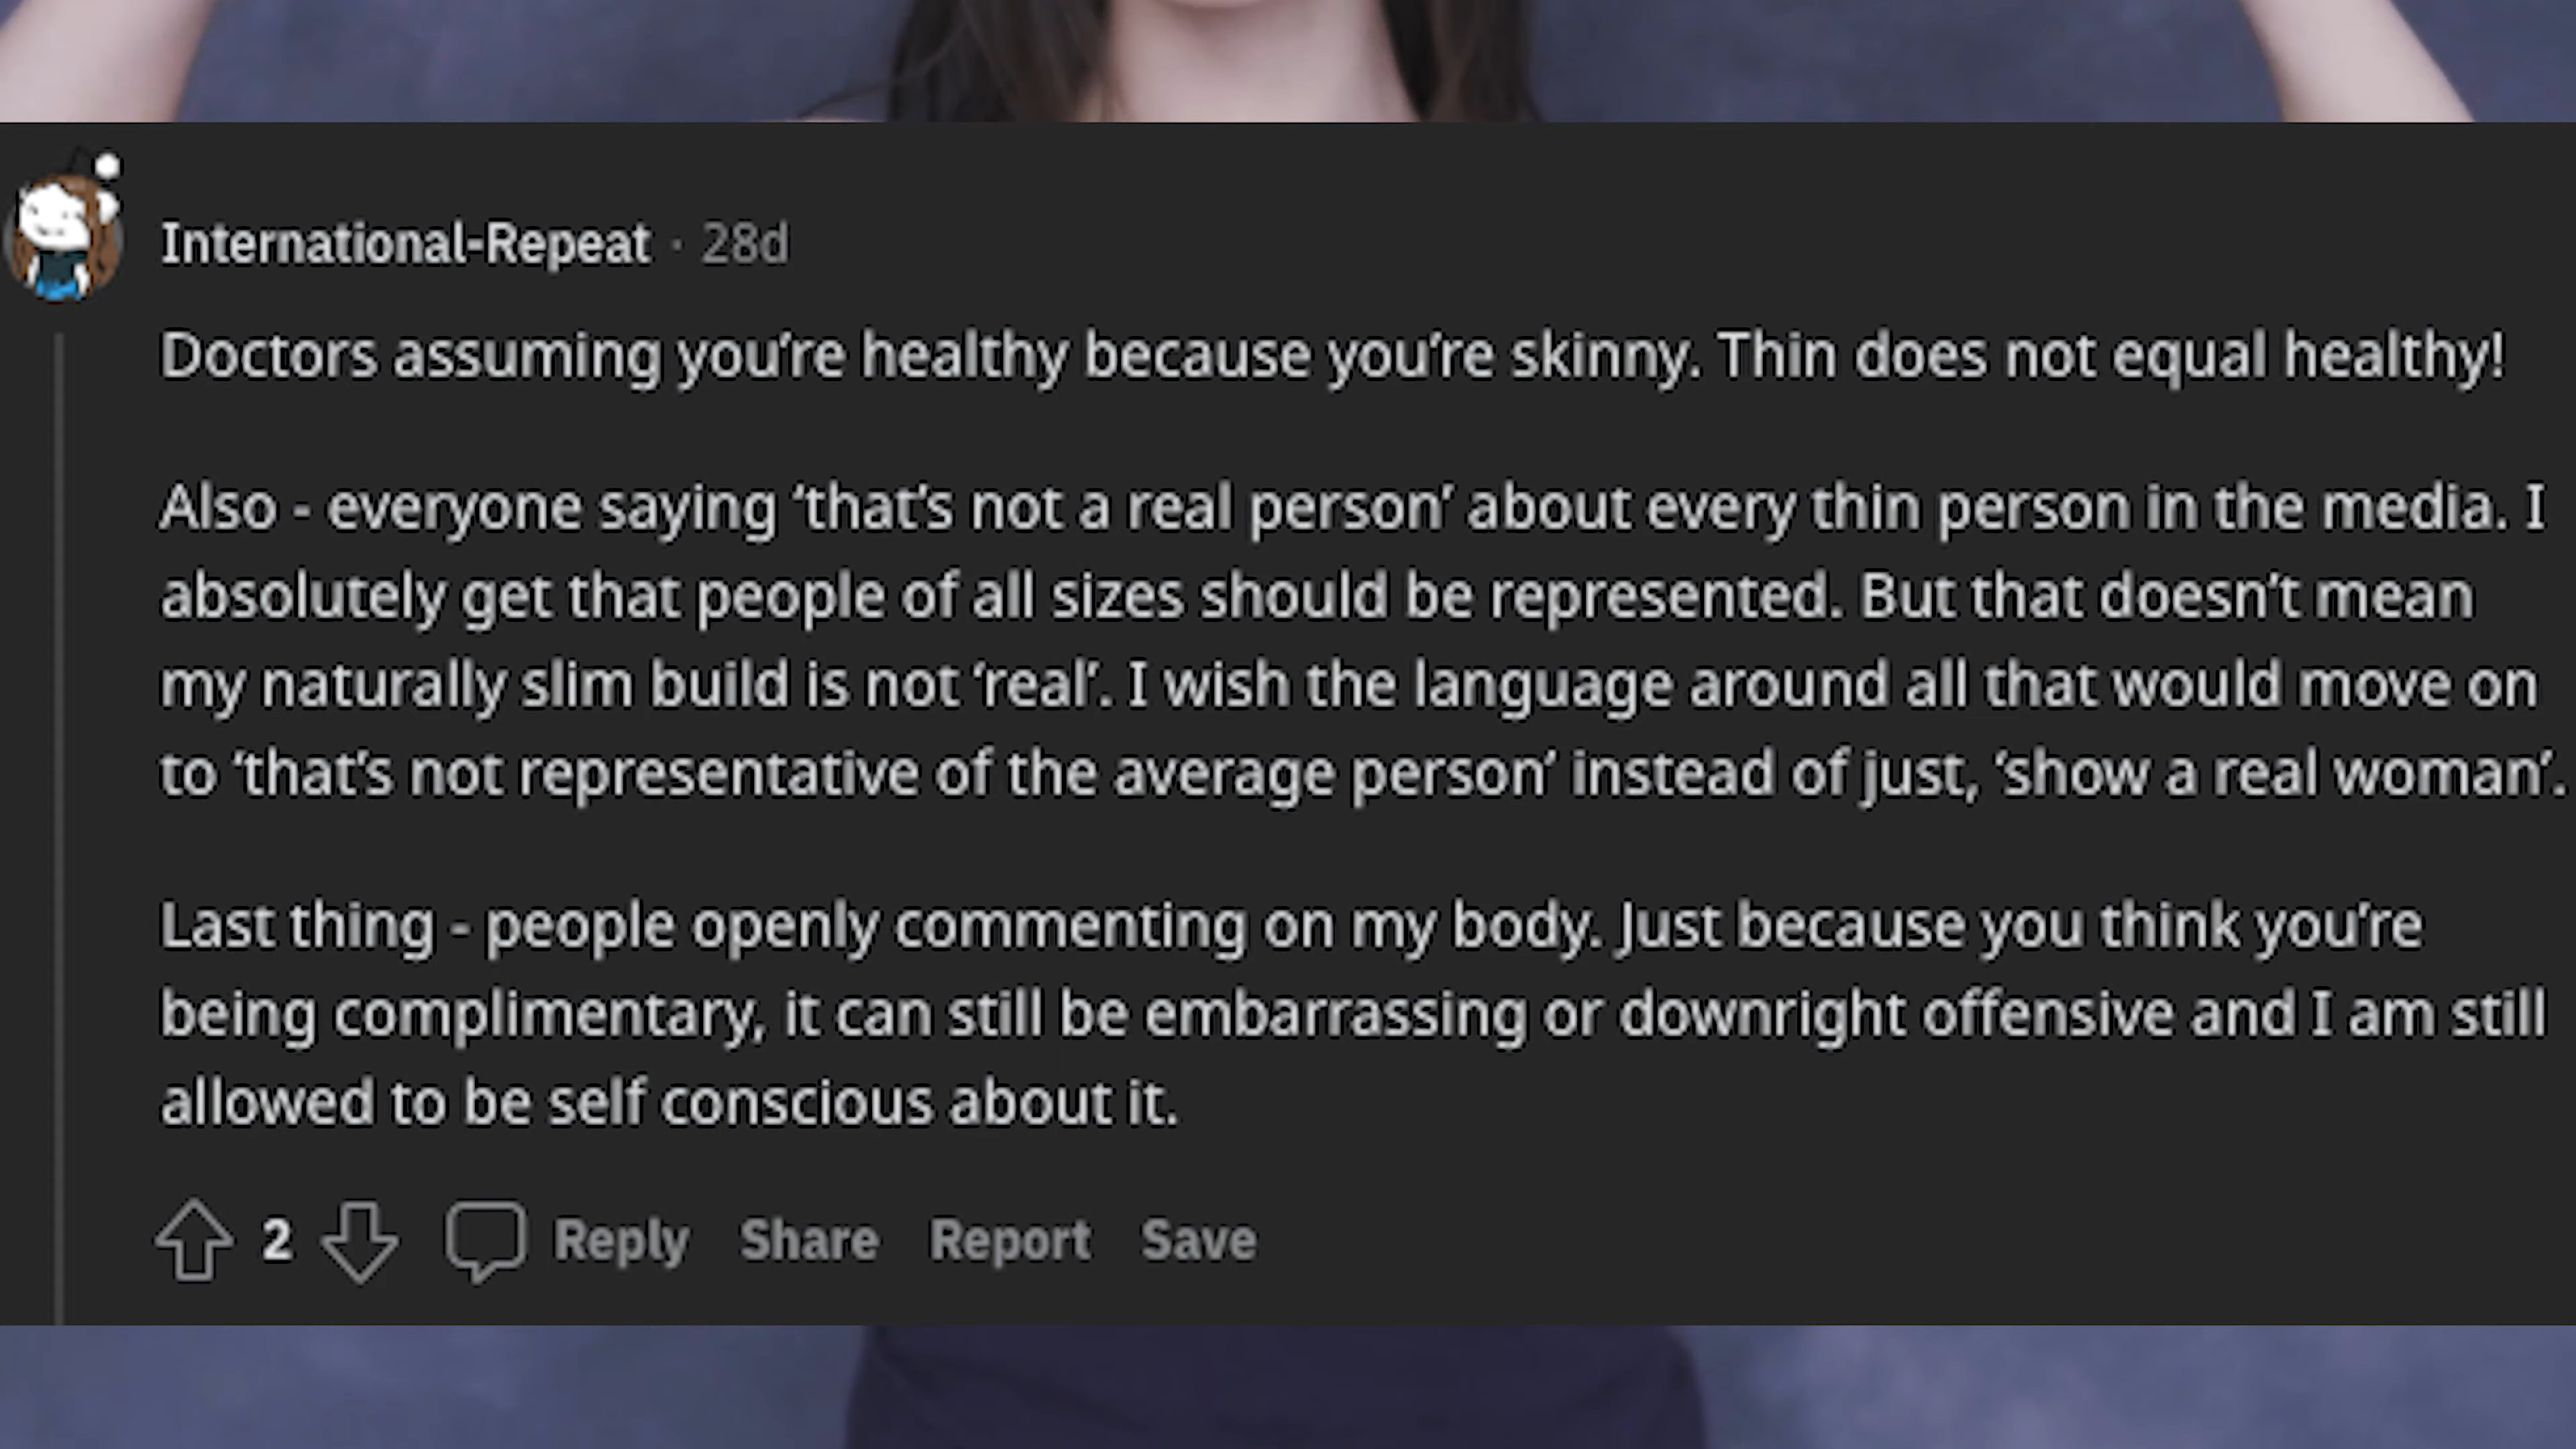 International-Repeat · 28d
Doctors assuming you’re healthy because you’re skinny. Thin does not equal healthy!
Also - everyone saying ‘that’s not a real person’ about every thin person in the media. I
absolutely get that people of all sizes should be represented. But that doesn’t mean
my naturally slim build is not ‘real’. I wish the language around all that would move on
to ‘that’s not representative of the average person’ instead of just, ‘show a real woman’.
Last thing - people openly commenting on my body. Just because you think you’re
being complimentary, it can still be embarrassing or downright offensive and I am still
allowed to be self conscious about it.
2 Reply Share Report Save